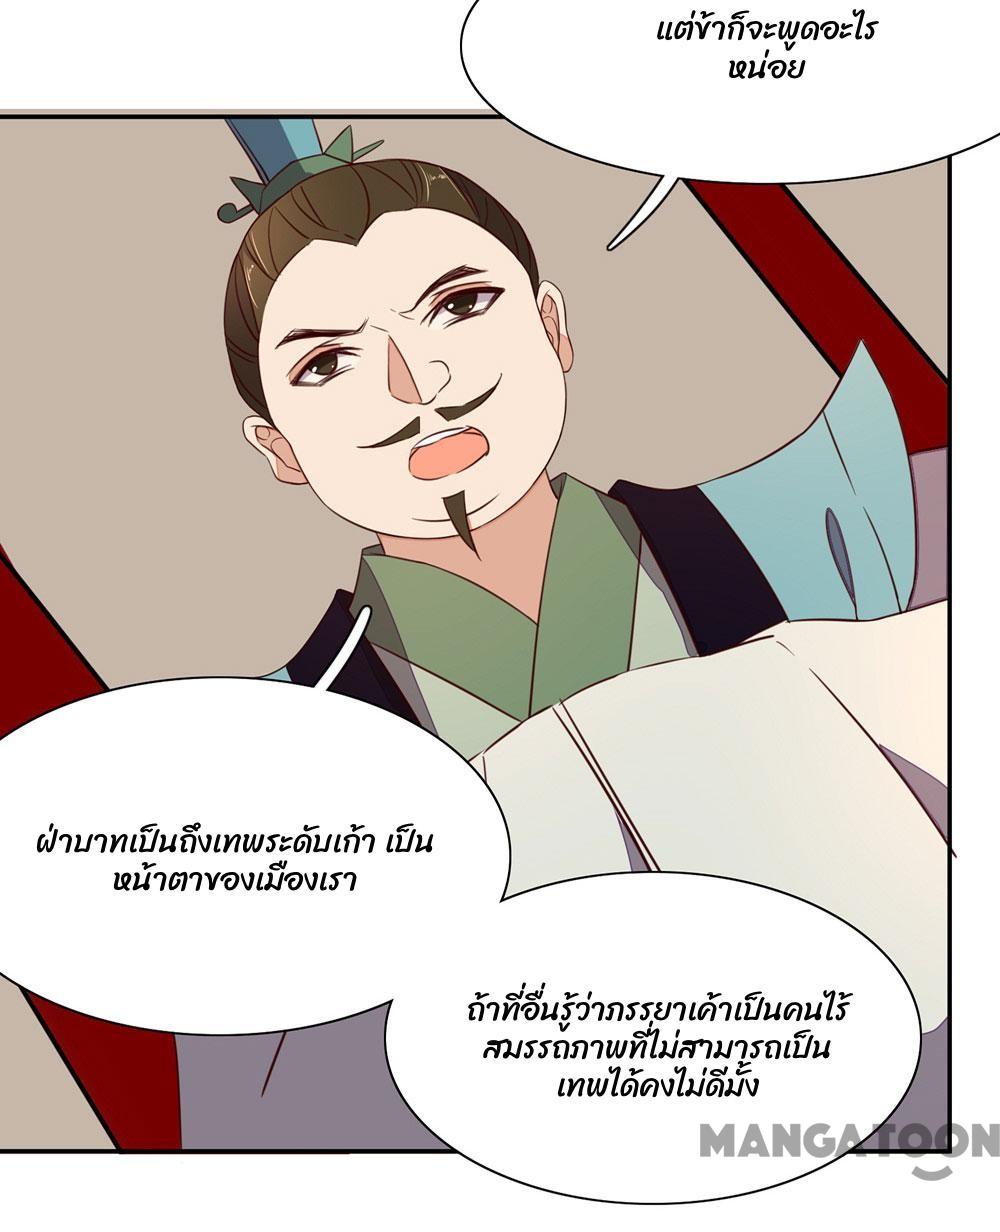 แต่ข้าก็จะพูดอะไร
หน่อย
ฝ่าบาทเป็นถึงเทพระดับเก้า เป็น
หน้าตาของเมืองเรา
ถ้าที่อื่นรู้ว่าภรรยาเค้าเป็นคนไร้
สมรรถภาพที่ไม่สามารถเป็น
เทพได้คงไม่ดีมั้ง
MANGATOON